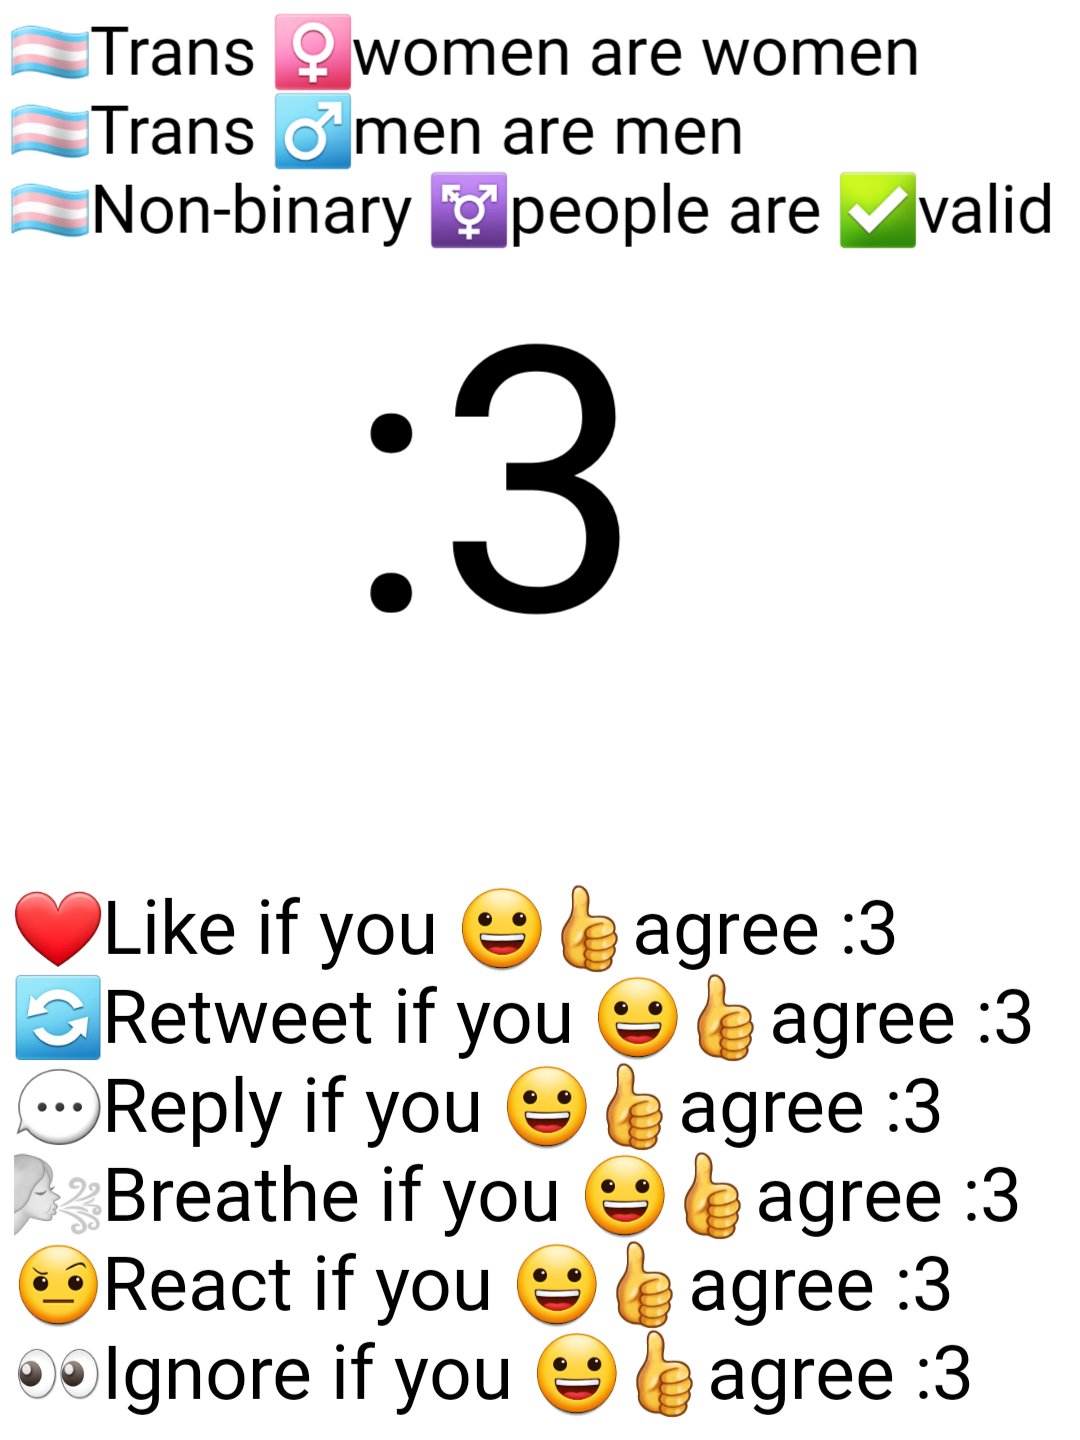 🏳️‍⚧️Trans ♀️women are women
🏳️‍⚧️Trans ♂️men are men
🏳️‍⚧️Non-binary ⚧️people are ✅valid
:3
❤️Like if you 😀👍agree :3
🔄Retweet if you 😀👍agree :3
💬Reply if you 😀👍agree :3
🌬️Breathe if you 😀👍agree :3
🤨React if you 😀👍agree :3
👀Ignore if you 😀👍agree :3